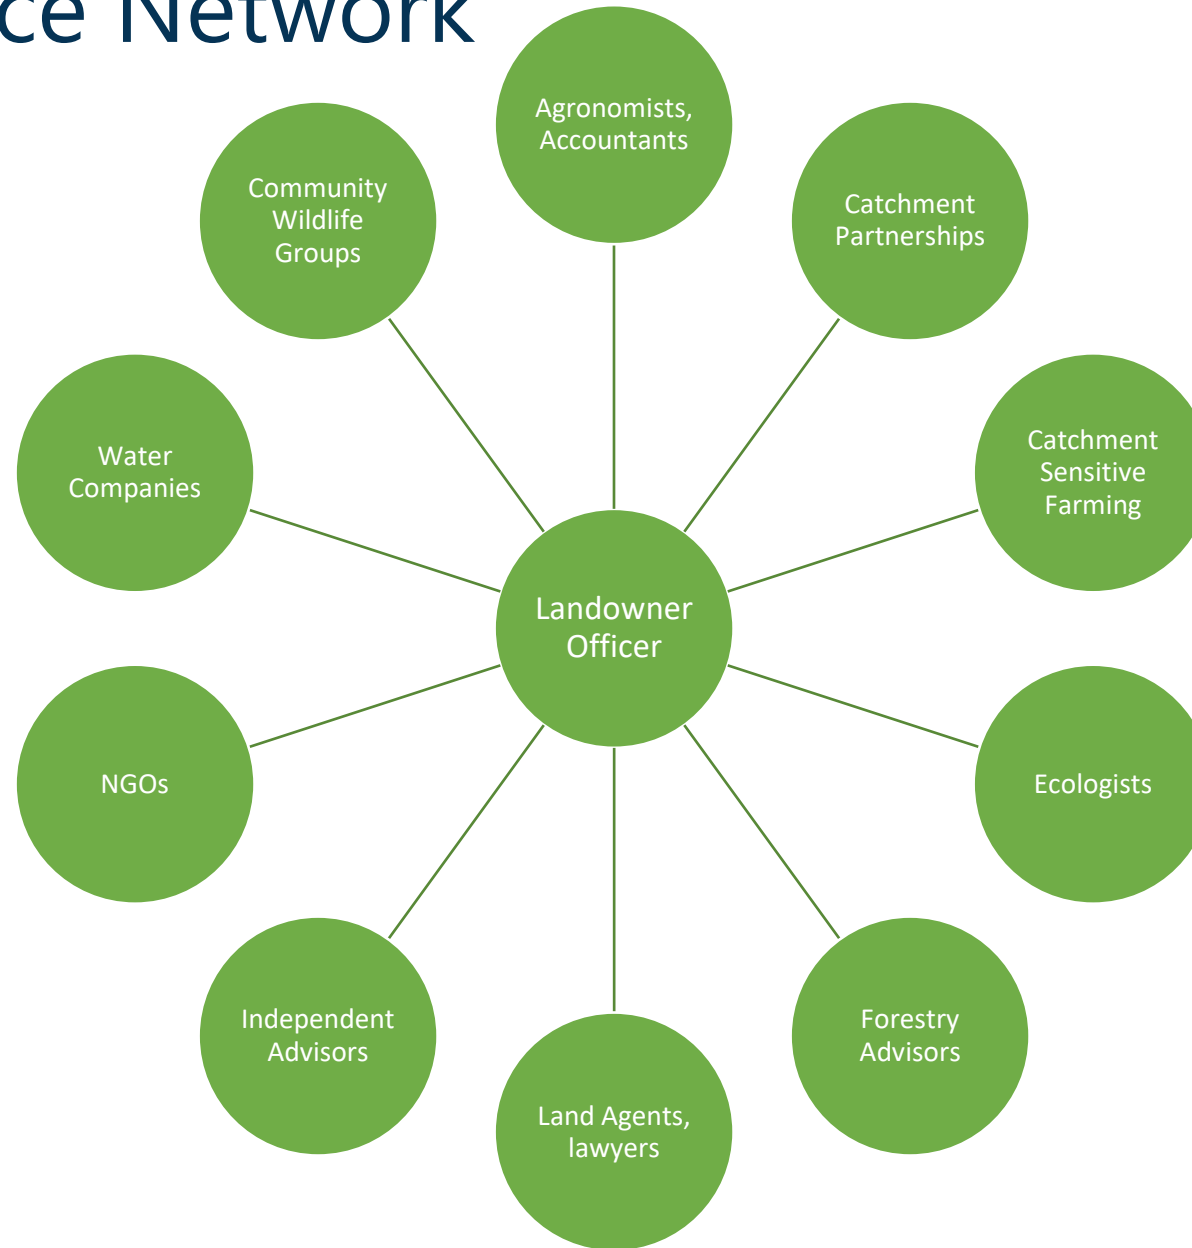 ce Network
Agronomists,
Accountants
Community
Wildlife
Groups
Catchment
Partnerships
Water
Companies
Catchment
Sensitive
Farming
Landowner
Officer
NGOs
Ecologists
Independent
Advisors
Forestry
Advisors
Land Agents,
lawyers